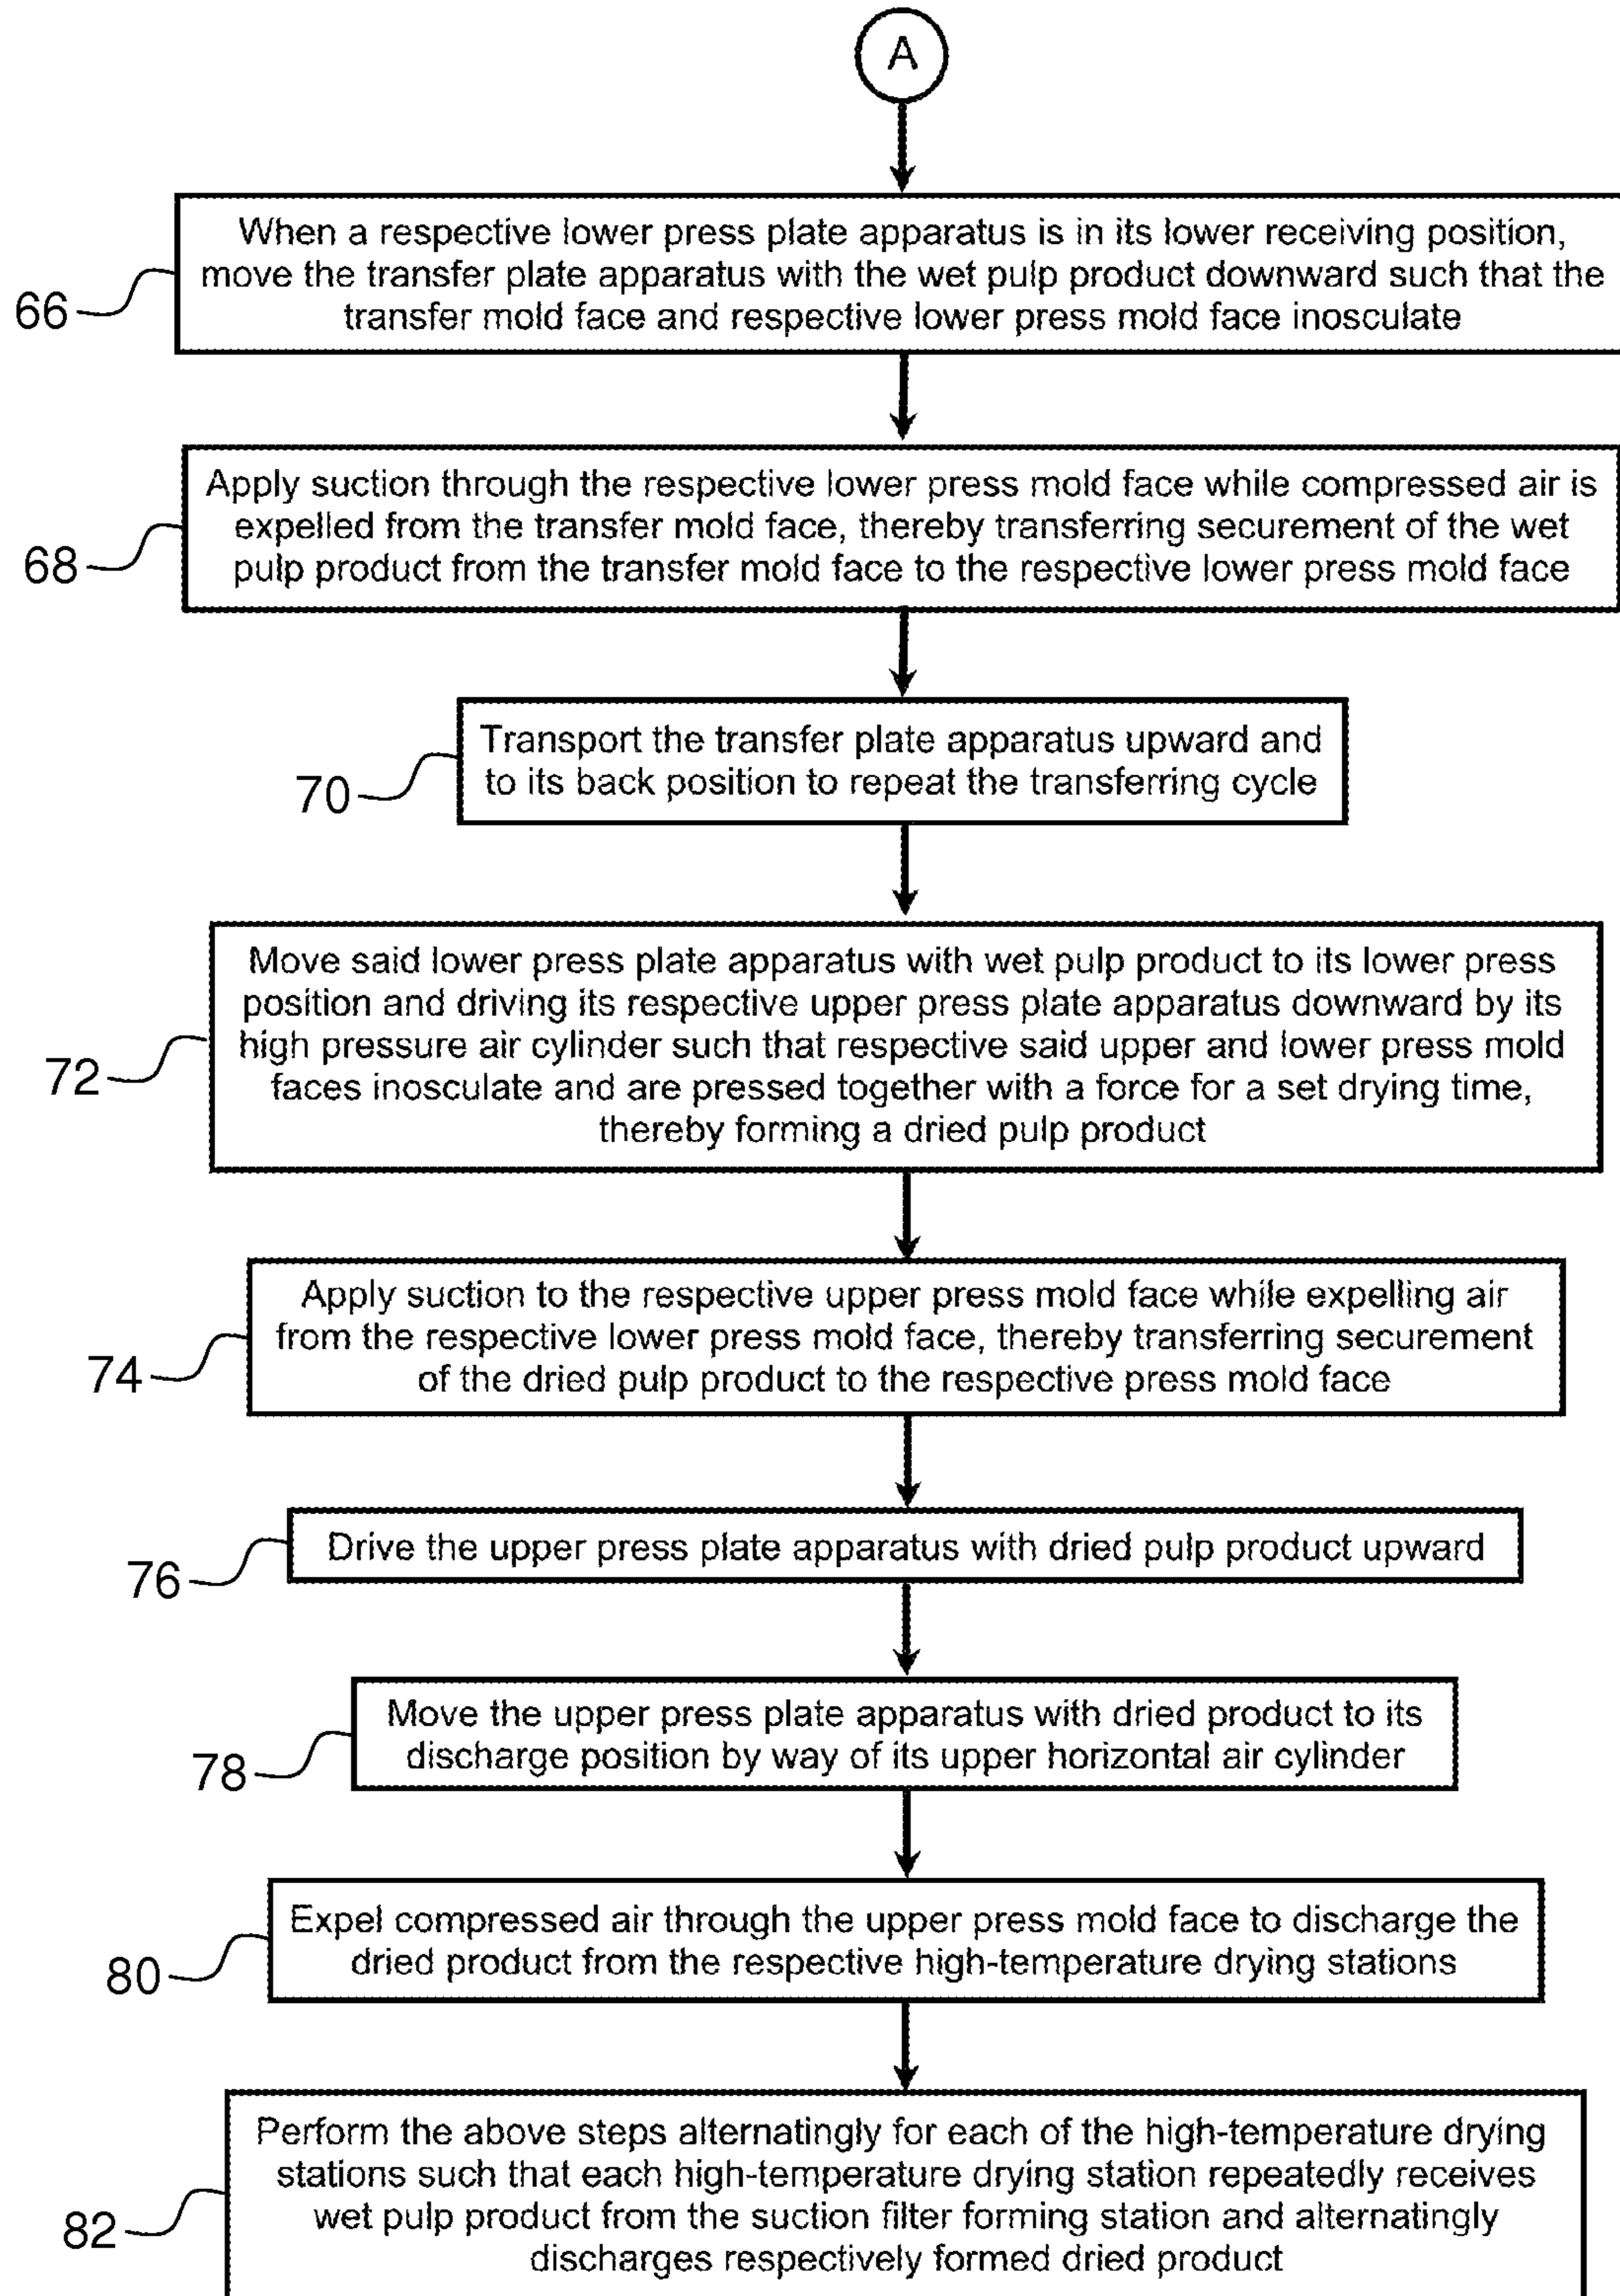 A
When a respective lower press plate apparatus is in its lower receiving position,
move the transfer plate apparatus with the wet pulp product downward such that the
transfer mold face and respective lower press mold face inosculate
66
Apply suction through the respective lower press mold face while compressed air is
expelled from the transfer mold face, thereby transferring securement of the wet
pulp product from the transfer mold face to the respective lower press mold face
68
Transport the transfer plate apparatus upward and
to its back position to repeat the transferring cycle
70
Move said lower press plate apparatus with wet pulp product to its lower press
position and driving its respective upper press plate apparatus downward by its
high pressure air cylinder such that respective said upper and lower press mold
faces inosculate and are pressed together with a force for a set drying time,
thereby forming a dried pulp product
72
Apply suction to the respective upper press mold face while expelling air
from the respective lower press mold face, thereby transferring securement
of the dried pulp product to the respective press mold face
74
Drive the upper press plate apparatus with dried pulp product upward
76
Move the upper press plate apparatus with dried product to its
discharge position by way of its upper horizontal air cylinder
78
Expel compressed air through the upper press mold face to discharge the
dried product from the respective high-temperature drying stations
80
Perform the above steps alternatingly for each of the high-temperature drying
stations such that each high-temperature drying station repeatedly receives
wet pulp product from the suction filter forming station and alternatingly
discharges respectively formed dried product
82